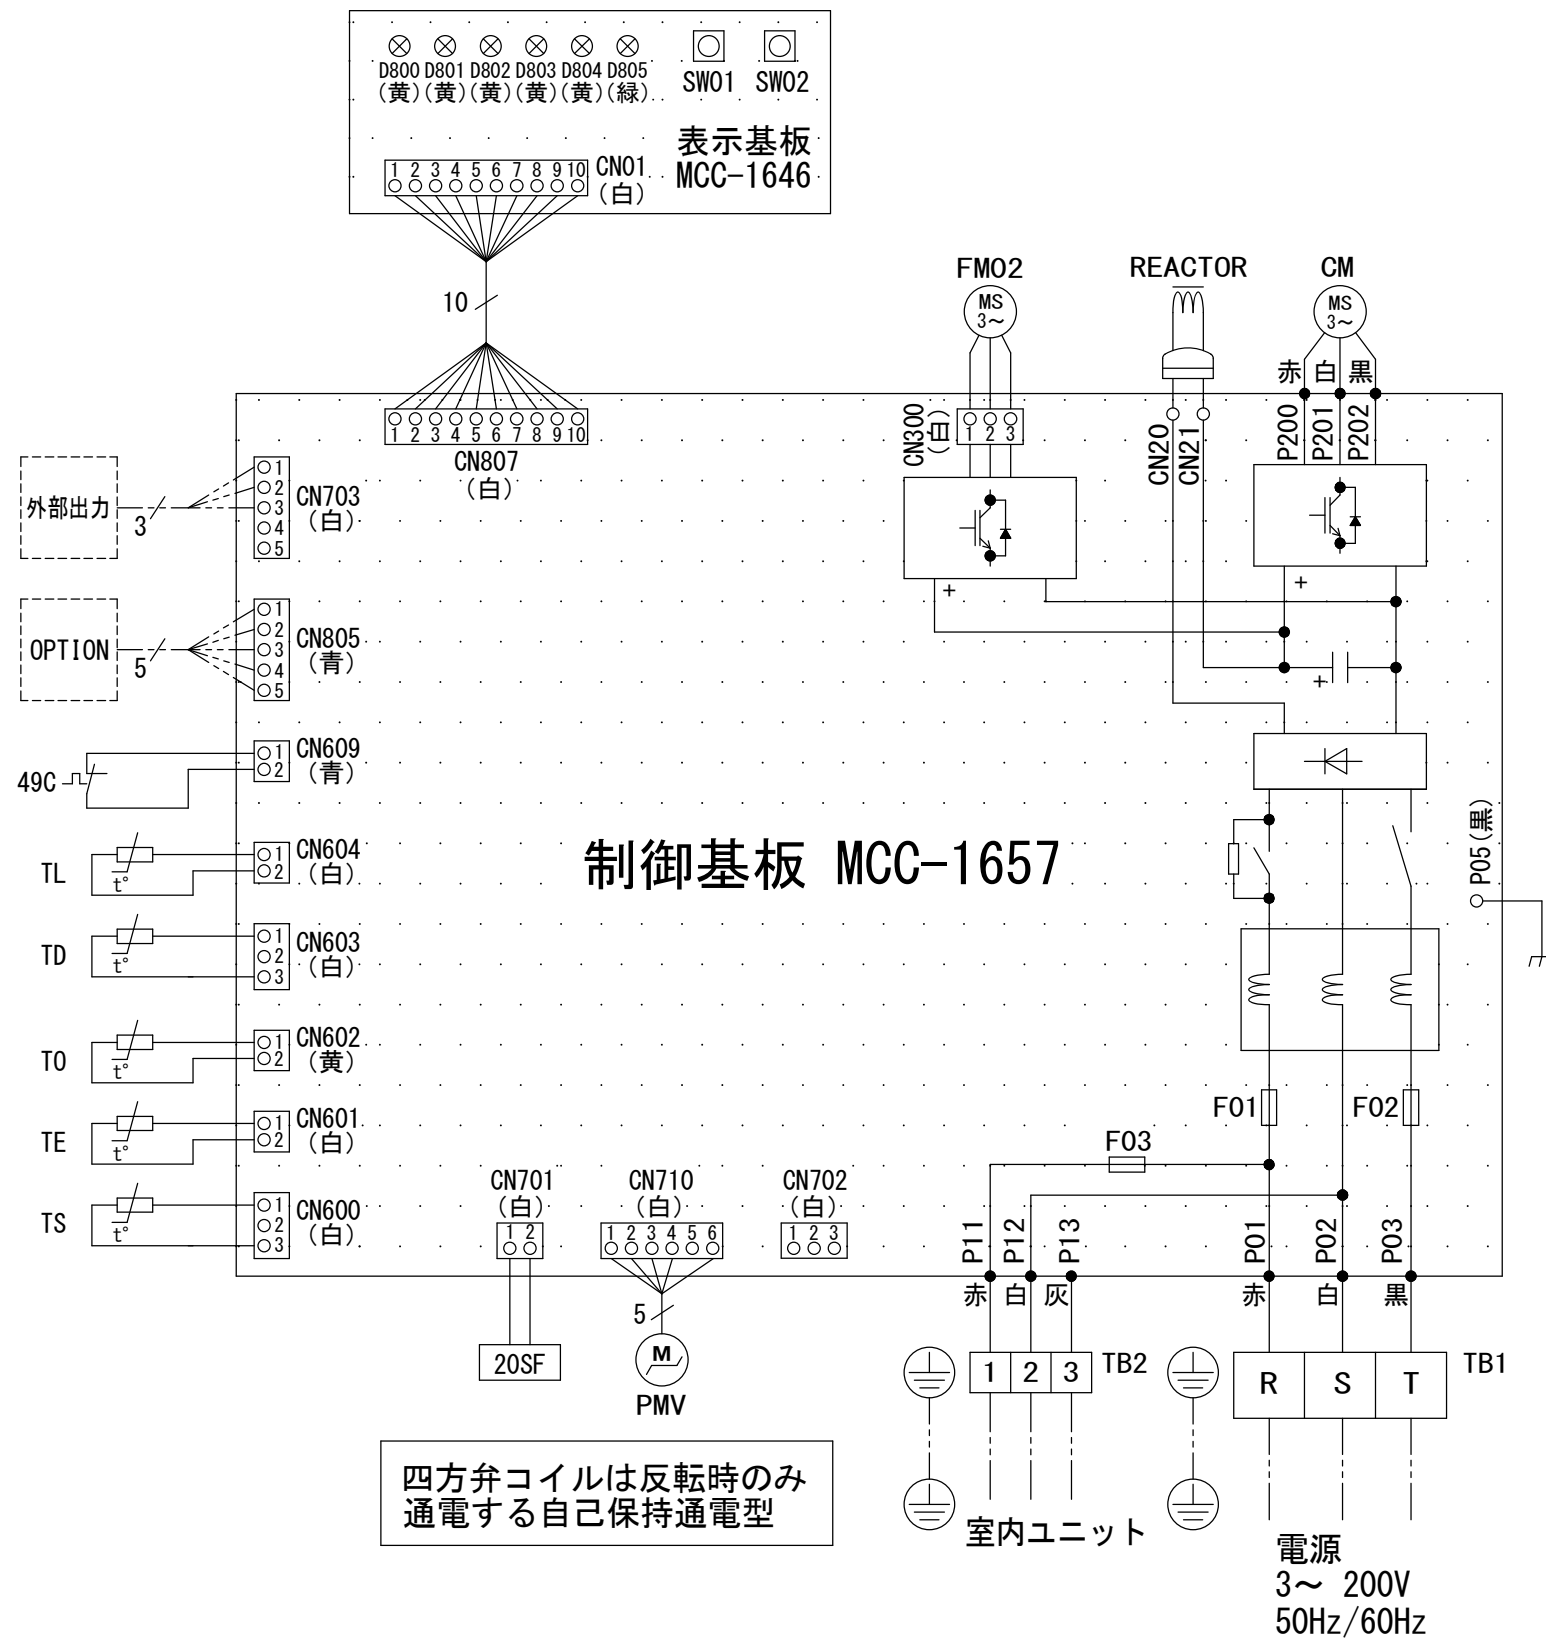 D800 D801 D802 D803 D804 D805
(黄)(黄)(黄)(黄)(黄)(緑)
SW01 SW02
表示基板
MCC-1646
1 2 3 4 5 6 7 8 9 10
CN01
(白)
10
FM02
MS
3～
REACTOR
CM
MS
3～
赤 白 黒
P200 P201 P202
CN300
(白)
1 2 3
CN20 CN21
1 2 3 4 5 6 7 8 9 10
CN807
(白)
外部出力
3
1
2
3
4
5
CN703
(白)
+
+
+
OPTION
5
1
2
3
4
5
CN805
(青)
49C
1
2
CN609
(青)
制御基板 MCC-1657
P05(黒)
TL
t°
1
2
CN604
(白)
TD
t°
1
2
3
CN603
(白)
TO
t°
1
2
CN602
(黄)
TE
t°
1
2
CN601
(白)
TS
t°
1
2
3
CN600
(白)
F01
F02
F03
CN701
(白)
1 2
CN710
(白)
1 2 3 4 5 6
CN702
(白)
1 2 3
P11 P12 P13
P01 P02 P03
赤 白 灰
赤 白 黒
20SF
5
M
PMV
1 2 3
TB2
R S T
TB1
四方弁コイルは反転時のみ
通電する自己保持通電型
室内ユニット
電源
3～ 200V
50Hz/60Hz